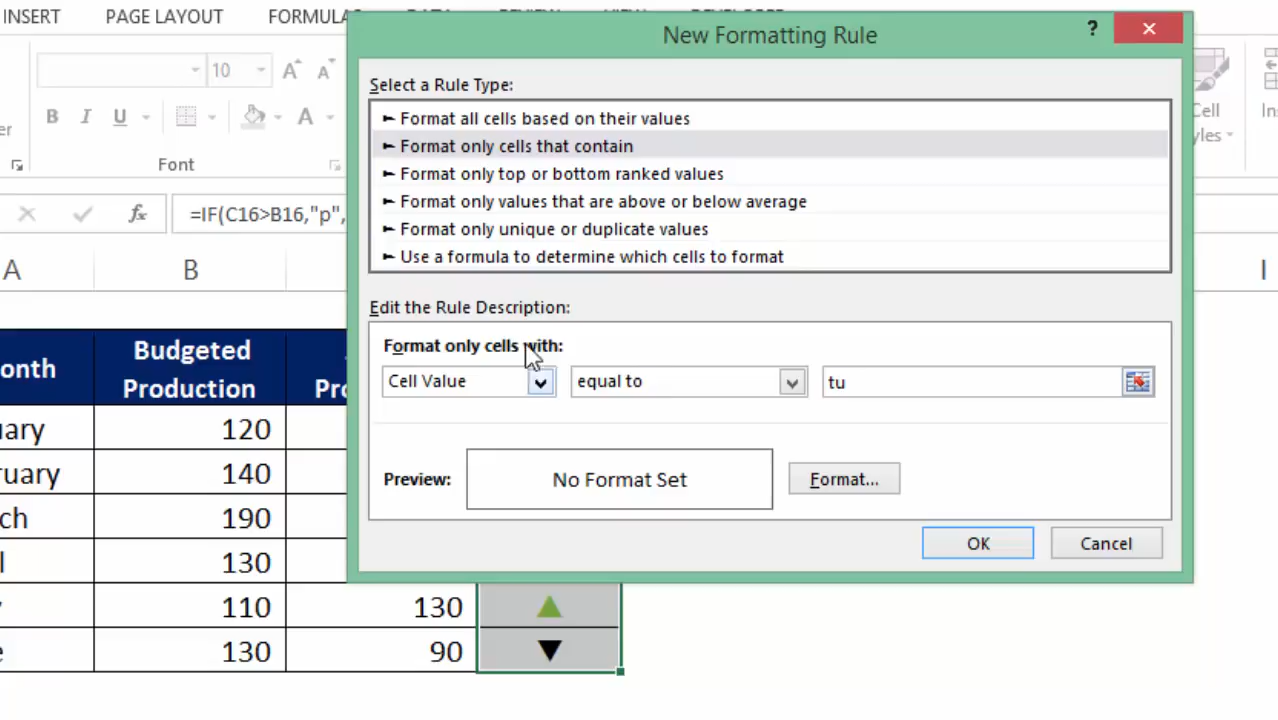 INSERT PAGE LAYOUT FORMULAS
New Formatting Rule ?
Select a Rule Type:
► Format all cells based on their values
► Format only cells that contain
► Format only top or bottom ranked values
► Format only values that are above or below average
► Format only unique or duplicate values
► Use a formula to determine which cells to format
Edit the Rule Description:
Format only cells with:
Cell Value equal to tu
Preview: No Format Set Format...
OK Cancel
10 A A
B I U A
Font
Cell
yles
fx =IF(C16>B16,"p",
A B I
onth Budgeted Production
uary 120
ruary 140
ch 190
l 130
110 130 ▲
e 130 90 ▼